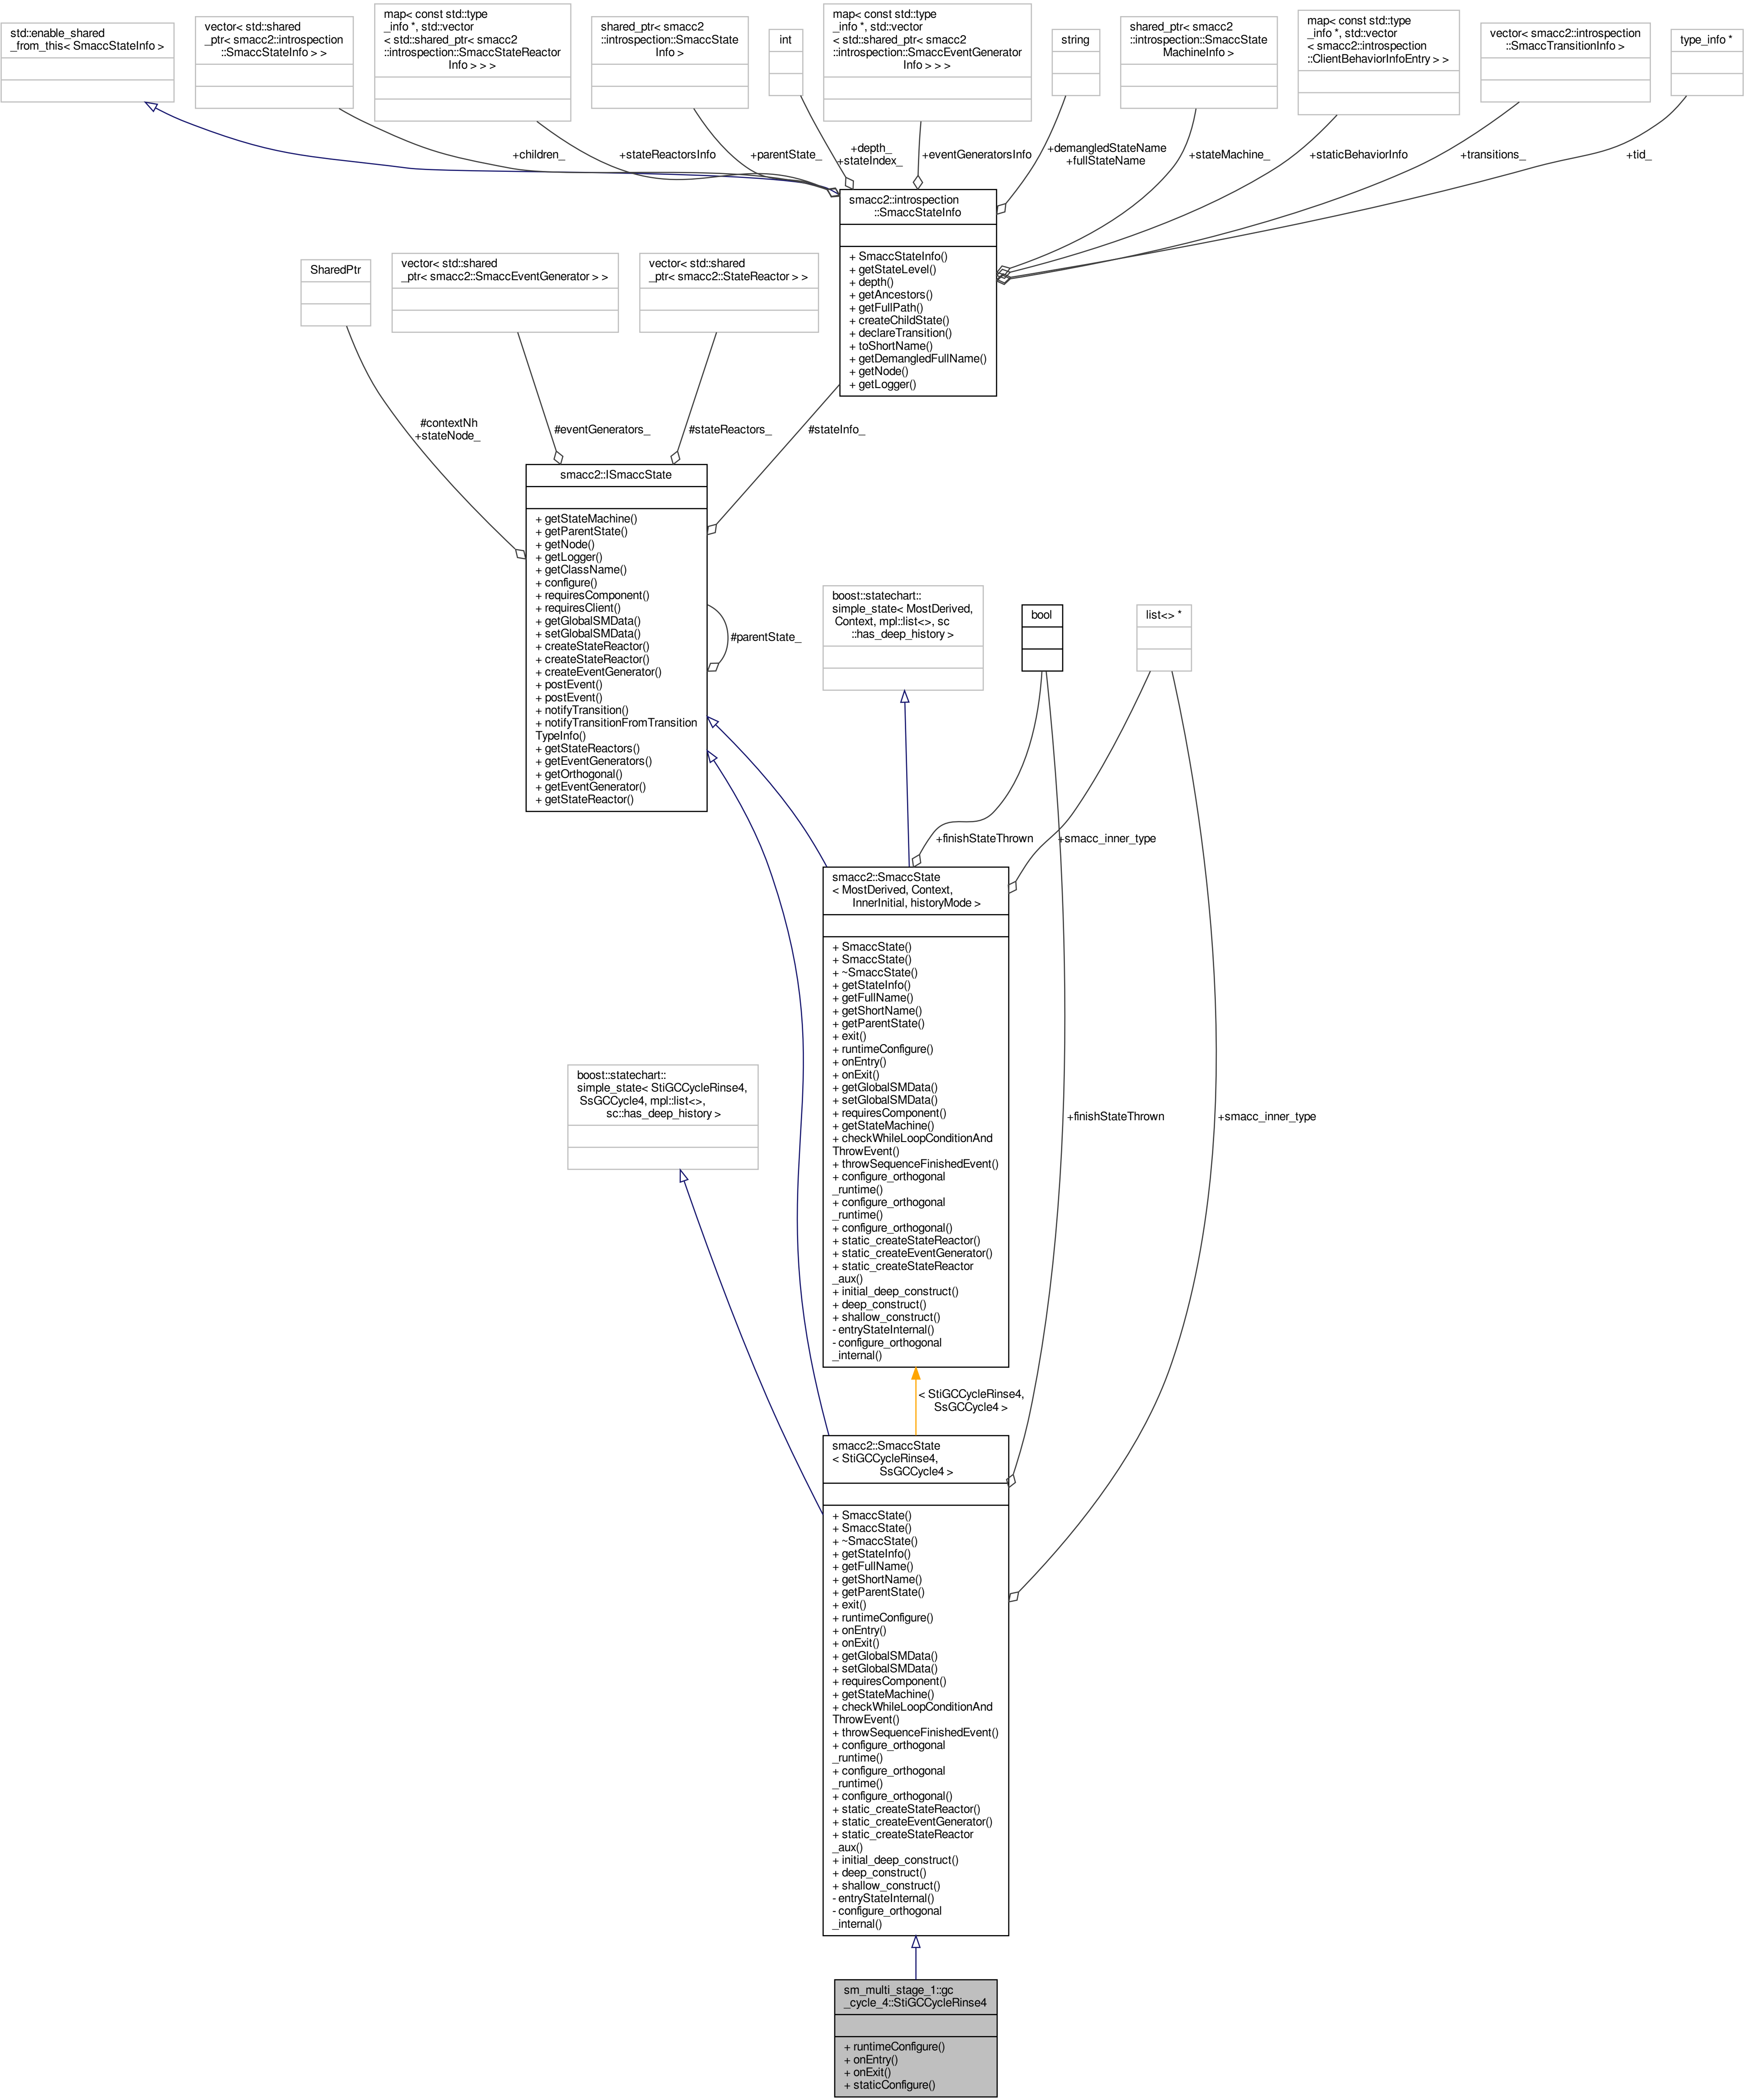 std::enable_shared
_from_this< SmaccStateInfo >
vector< std::shared
_ptr< smacc2::introspection
::SmaccStateInfo > >
map< const std::type
_info *, std::vector
< std::shared_ptr< smacc2
::introspection::SmaccStateReactor
Info > > >
shared_ptr< smacc2
::introspection::SmaccState
Info >
int
map< const std::type
_info *, std::vector
< std::shared_ptr< smacc2
::introspection::SmaccEventGenerator
Info > > >
string
shared_ptr< smacc2
::introspection::SmaccState
MachineInfo >
map< const std::type
_info *, std::vector
< smacc2::introspection
::ClientBehaviorInfoEntry > >
vector< smacc2::introspection
::SmaccTransitionInfo >
type_info *
+children_
+stateReactorsInfo
+parentState_
+depth_
+stateIndex_
+eventGeneratorsInfo
+demangledStateName
+fullStateName
+stateMachine_
+staticBehaviorInfo
+transitions_
+tid_
smacc2::introspection
::SmaccStateInfo
+ SmaccStateInfo()
+ getStateLevel()
+ depth()
+ getAncestors()
+ getFullPath()
+ createChildState()
+ declareTransition()
+ toShortName()
+ getDemangledFullName()
+ getNode()
+ getLogger()
SharedPtr
vector< std::shared
_ptr< smacc2::SmaccEventGenerator > >
vector< std::shared
_ptr< smacc2::StateReactor > >
#contextNh
+stateNode_
#eventGenerators_
#stateReactors_
#stateInfo_
smacc2::ISmaccState
+ getStateMachine()
+ getParentState()
+ getNode()
+ getLogger()
+ getClassName()
+ configure()
+ requiresComponent()
+ requiresClient()
+ getGlobalSMData()
+ setGlobalSMData()
+ createStateReactor()
+ createStateReactor()
+ createEventGenerator()
+ postEvent()
+ postEvent()
+ notifyTransition()
+ notifyTransitionFromTransition
TypeInfo()
+ getStateReactors()
+ getEventGenerators()
+ getOrthogonal()
+ getEventGenerator()
+ getStateReactor()
#parentState_
boost::statechart::
simple_state< MostDerived,
Context, mpl::list<>, sc
::has_deep_history >
bool
list<> *
+finishStateThrown
+smacc_inner_type
smacc2::SmaccState
< MostDerived, Context,
InnerInitial, historyMode >
+ SmaccState()
+ SmaccState()
+ ~SmaccState()
+ getStateInfo()
+ getFullName()
+ getShortName()
+ getParentState()
+ exit()
+ runtimeConfigure()
+ onEntry()
+ onExit()
+ getGlobalSMData()
+ setGlobalSMData()
+ requiresComponent()
+ getStateMachine()
+ checkWhileLoopConditionAnd
ThrowEvent()
+ throwSequenceFinishedEvent()
+ configure_orthogonal
_runtime()
+ configure_orthogonal
_runtime()
+ configure_orthogonal()
+ static_createStateReactor()
+ static_createEventGenerator()
+ static_createStateReactor
_aux()
+ initial_deep_construct()
+ deep_construct()
+ shallow_construct()
- entryStateInternal()
- configure_orthogonal
_internal()
boost::statechart::
simple_state< StiGCCycleRinse4,
SsGCCycle4, mpl::list<>,
sc::has_deep_history >
+finishStateThrown
+smacc_inner_type
< StiGCCycleRinse4,
SsGCCycle4 >
smacc2::SmaccState
< StiGCCycleRinse4,
SsGCCycle4 >
+ SmaccState()
+ SmaccState()
+ ~SmaccState()
+ getStateInfo()
+ getFullName()
+ getShortName()
+ getParentState()
+ exit()
+ runtimeConfigure()
+ onEntry()
+ onExit()
+ getGlobalSMData()
+ setGlobalSMData()
+ requiresComponent()
+ getStateMachine()
+ checkWhileLoopConditionAnd
ThrowEvent()
+ throwSequenceFinishedEvent()
+ configure_orthogonal
_runtime()
+ configure_orthogonal
_runtime()
+ configure_orthogonal()
+ static_createStateReactor()
+ static_createEventGenerator()
+ static_createStateReactor
_aux()
+ initial_deep_construct()
+ deep_construct()
+ shallow_construct()
- entryStateInternal()
- configure_orthogonal
_internal()
sm_multi_stage_1::gc
_cycle_4::StiGCCycleRinse4
+ runtimeConfigure()
+ onEntry()
+ onExit()
+ staticConfigure()